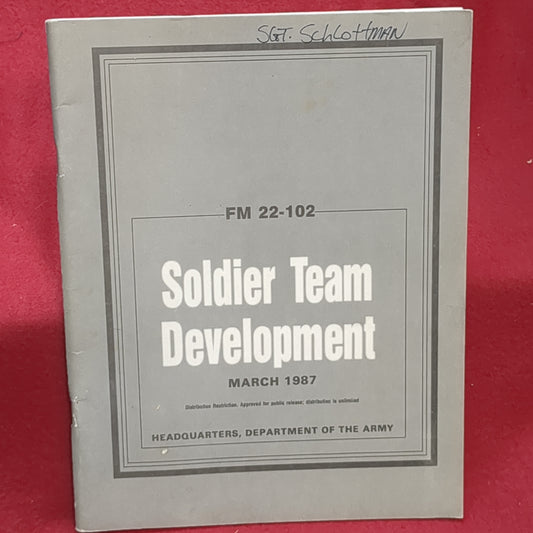 SGT. Schlottman
FM 22-102
Soldier Team
Development
MARCH 1987
Distribution Restriction. Approved for public release; distribution is unlimited
HEADQUARTERS, DEPARTMENT OF THE ARMY